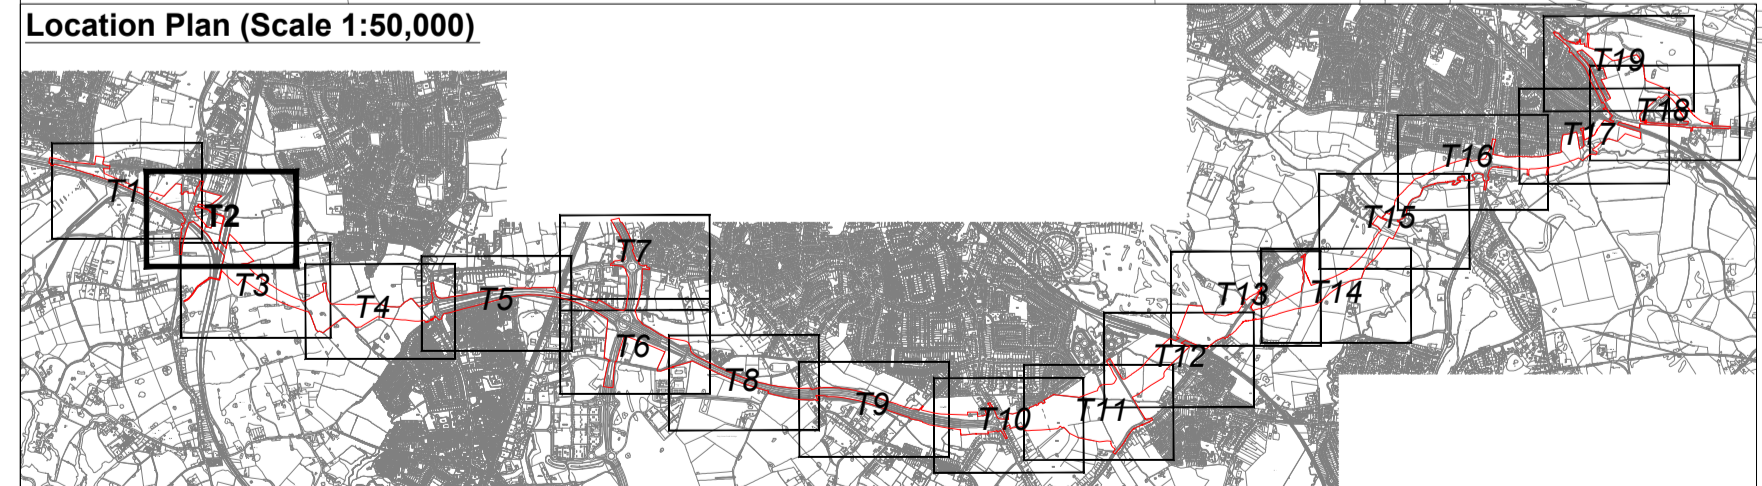 Location Plan (Scale 1:50,000)
T1
T2
T3
T4
T5
T6
T7
T8
T9
T10
T11
T12
T13
T14
T15
T16
T17
T18
T19